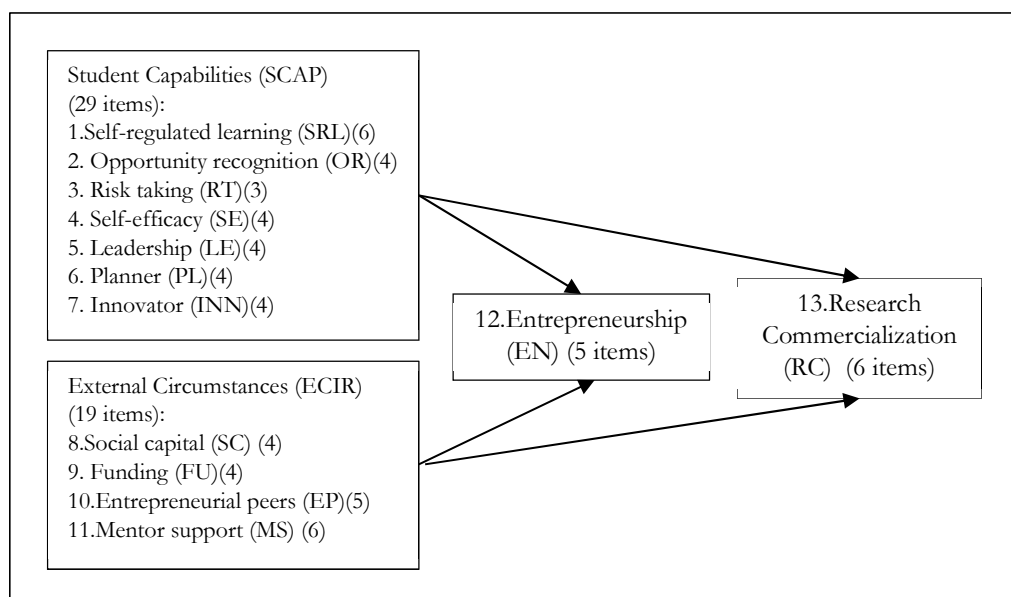 Student Capabilities (SCAP)
(29 items):
1.Self-regulated learning (SRL)(6)
2. Opportunity recognition (OR)(4)
3. Risk taking (RT)(3)
4. Self-efficacy (SE)(4)
5. Leadership (LE)(4)
6. Planner (PL)(4)
7. Innovator (INN)(4)
External Circumstances (ECIR)
(19 items):
8.Social capital (SC) (4)
9. Funding (FU)(4)
10.Entrepreneurial peers (EP)(5)
11.Mentor support (MS) (6)
12.Entrepreneurship
(EN) (5 items)
13.Research
Commercialization
(RC) (6 items)